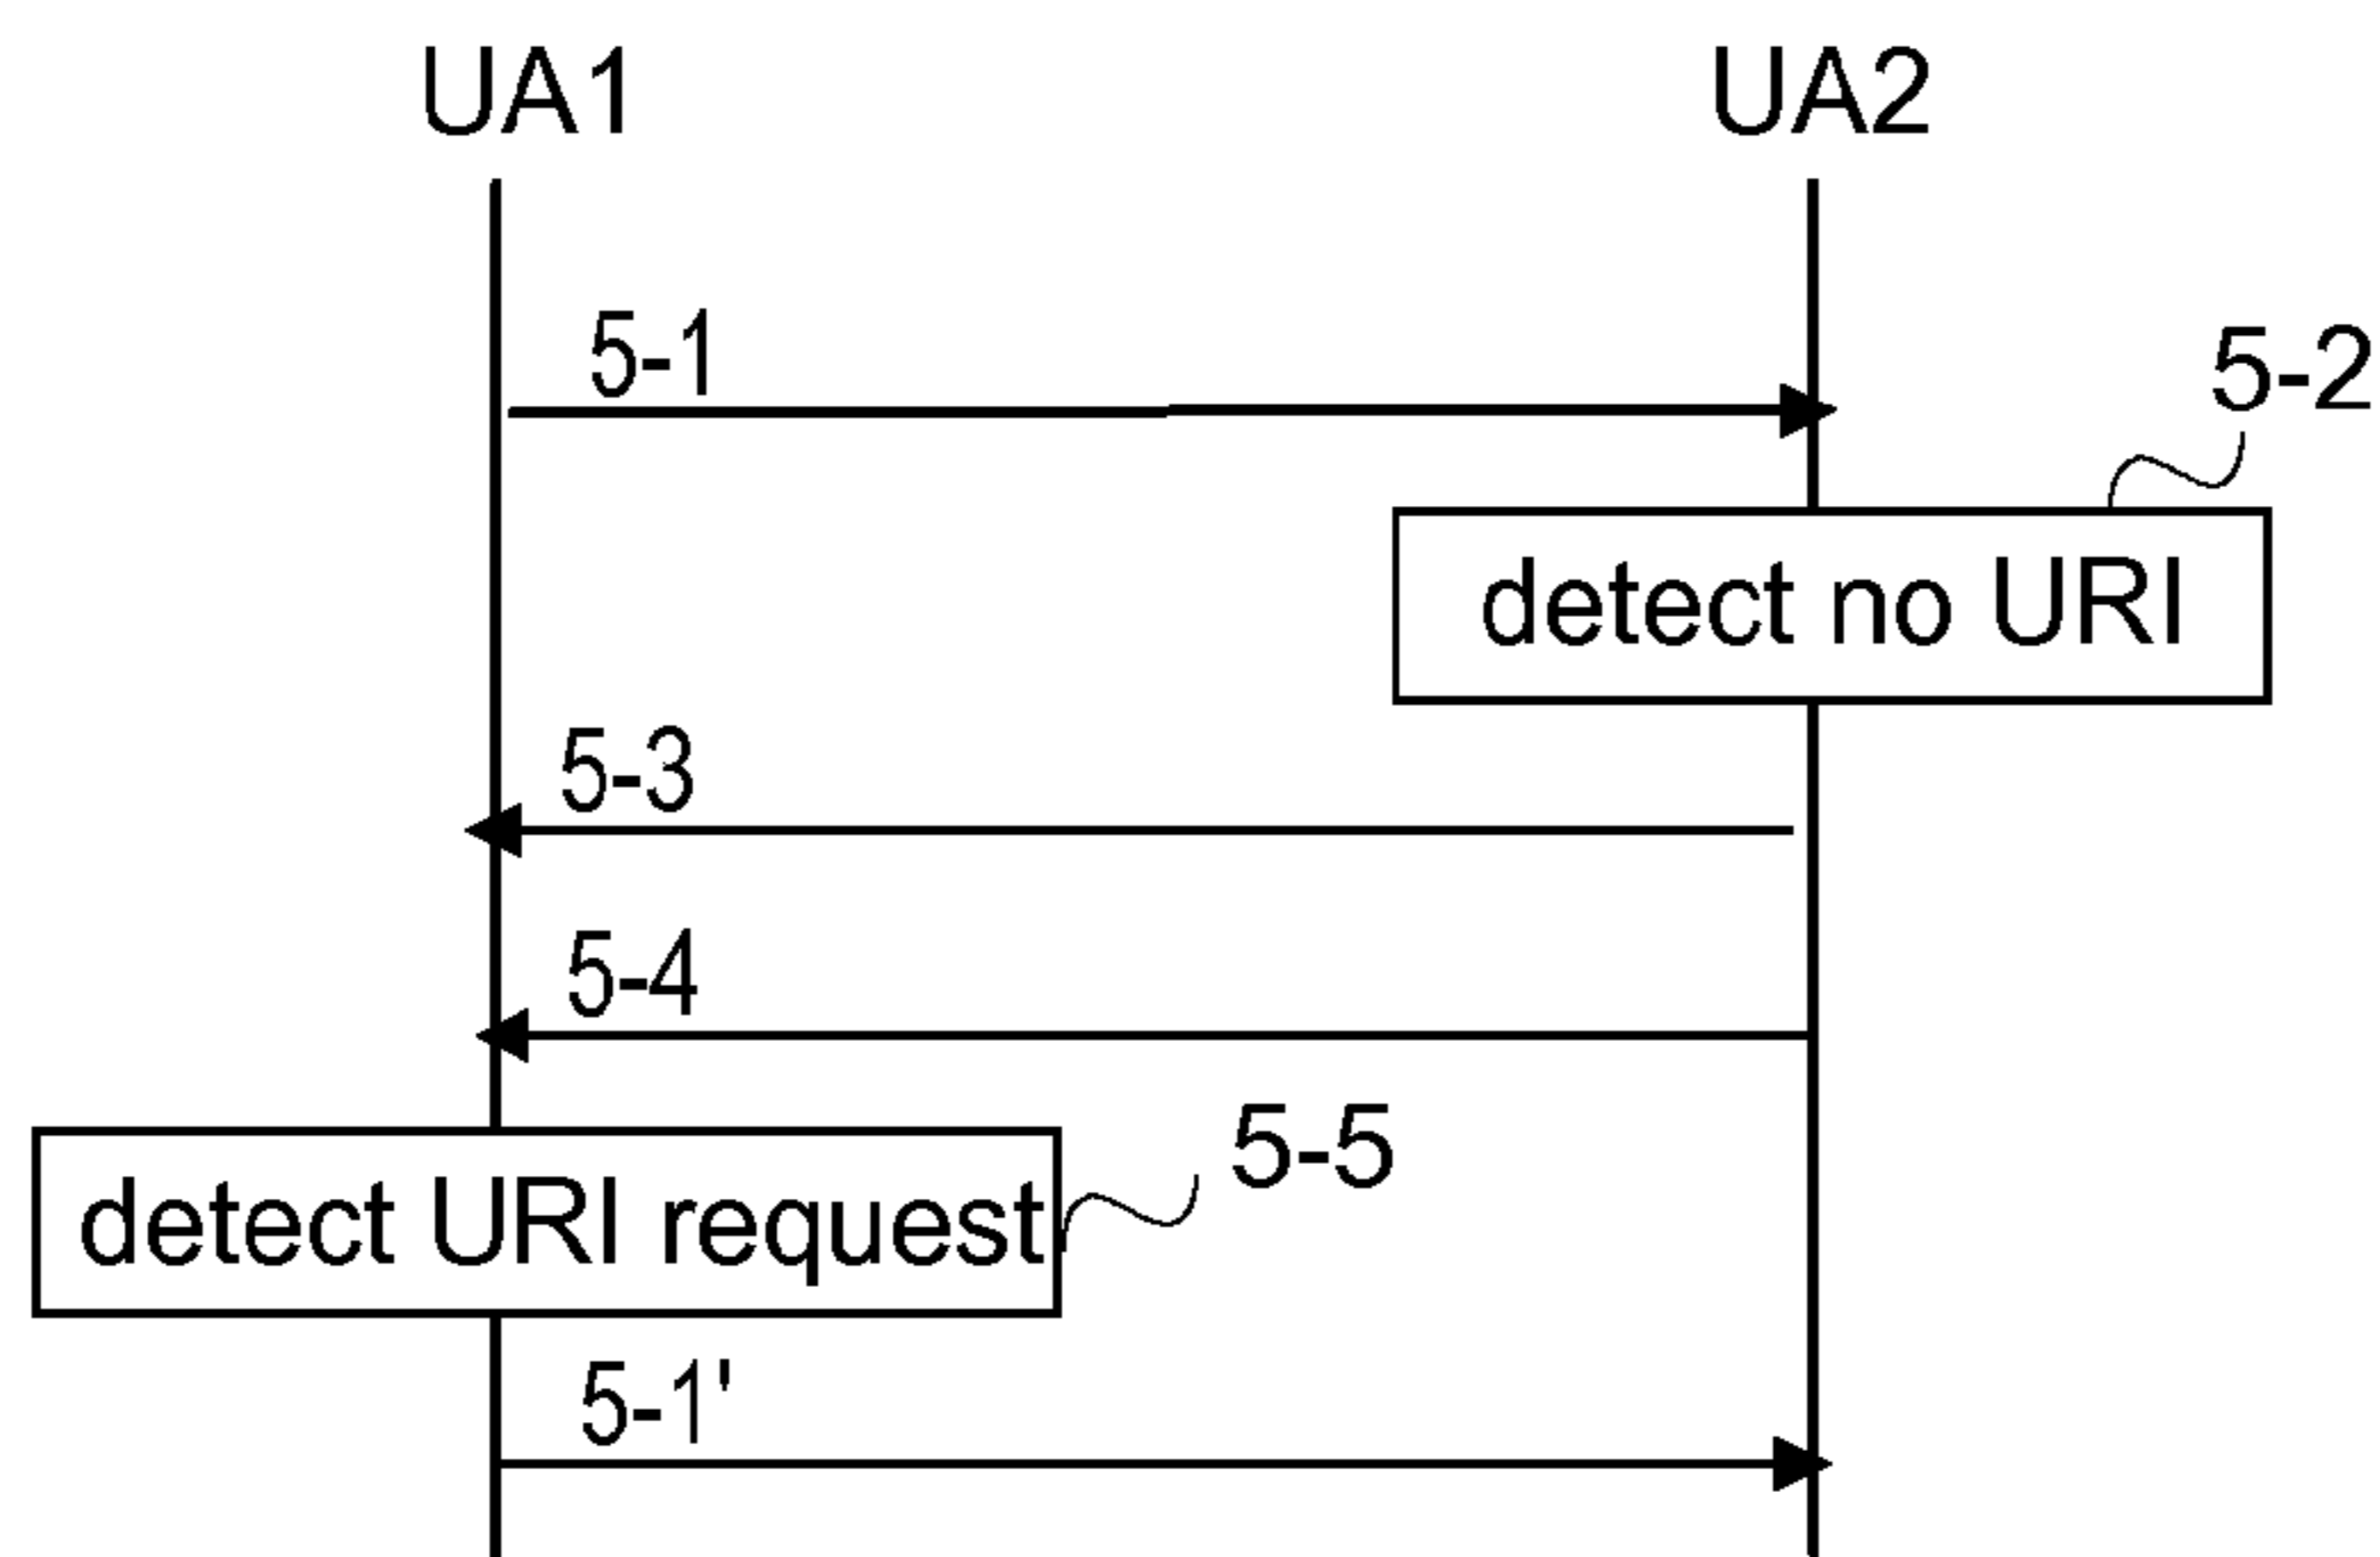 UA1
UA2
5-1
5-2
detect no URI
5-3
5-4
5-5
detect URI request
5-1'